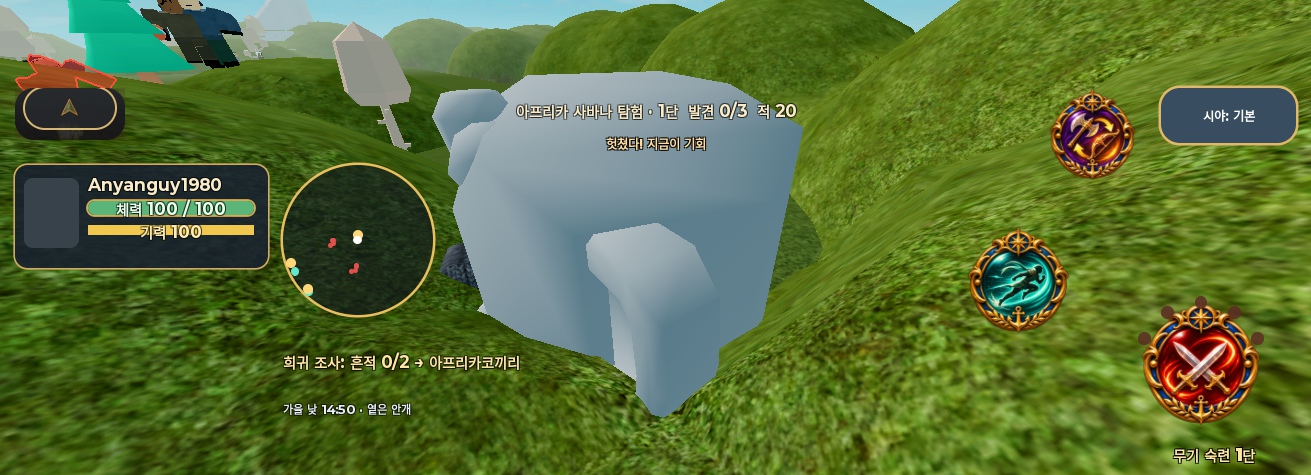 아프리카 사바나 탐험 · 1단 발견 0/3 적 20
헛쳤다! 지금이 기회
시야: 기본
Anyanguy1980
체력 100 / 100
기력 100
희귀 조사: 흔적 0/2 → 아프리카코끼리
가을 낮 14:50 · 옅은 안개
무기 숙련 1단